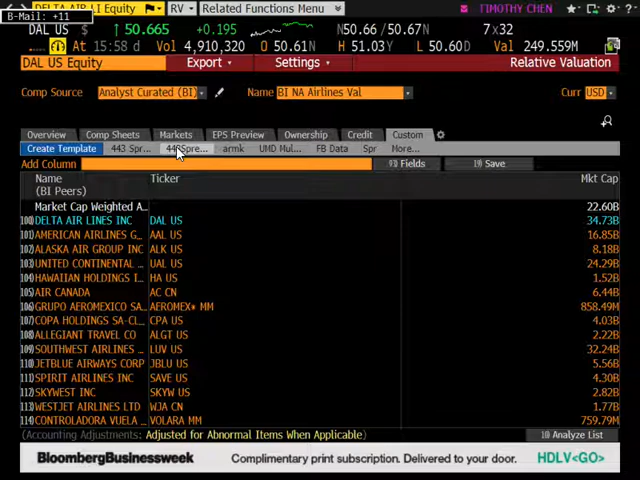 DELTA AIR LI Equity RV Related Functions Menu TIMOTHY CHEN
B-Mail: +11
DAL US $ ↑ 50.665 +0.195 N50.66 / 50.67N 7 x 32
At 15:58 d Vol 4,910,320 O 50.61N H 51.03Y L 50.60D Val 249.559M
DAL US Equity Export Settings Relative Valuation
Comp Source Analyst Curated (BI) Name BI NA Airlines Val Curr USD
Overview Comp Sheets Markets EPS Preview Ownership Credit Custom
Create Template 443 Spr... armk UMD Mul... FB Data Spr More...
Add Column 9) Fields 19) Save
Name Ticker Mkt Cap
(BI Peers)
Market Cap Weighted A... 22.60B
100) DELTA AIR LINES INC DAL US 34.73B
101) AMERICAN AIRLINES G... AAL US 16.85B
102) ALASKA AIR GROUP INC ALK US 8.18B
103) UNITED CONTINENTAL ... UAL US 24.29B
104) HAWAIIAN HOLDINGS I... HA US 1.52B
105) AIR CANADA AC CN 6.44B
106) GRUPO AEROMEXICO SA... AEROMEX* MM 858.49M
107) COPA HOLDINGS SA-CL... CPA US 4.03B
108) ALLEGIANT TRAVEL CO ALGT US 2.22B
109) SOUTHWEST AIRLINES ... LUV US 32.24B
110) JETBLUE AIRWAYS CORP JBLU US 5.56B
111) SPIRIT AIRLINES INC SAVE US 4.30B
112) SKYWEST INC SKYW US 2.82B
113) WESTJET AIRLINES LTD WJA CN 1.77B
114) CONTROLADORA VUELA ... VOLARA MM 759.79M
(Accounting Adjustments: Adjusted for Abnormal Items When Applicable) Analyze List
BloombergBusinessweek Complimentary print subscription. Delivered to your door. HDLV<GO>